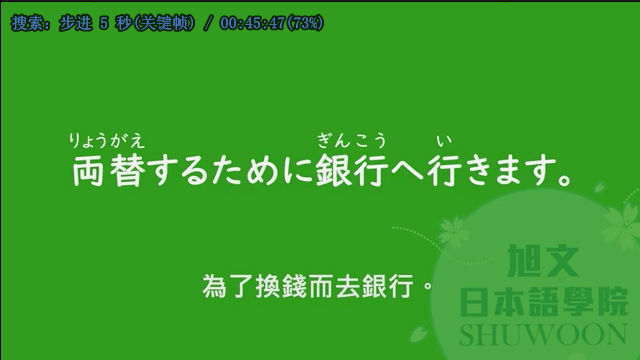 搜索: 步进 5 秒(关键帧) / 00:45:47(73%)
りょうがえ ぎんこう い
両替するために銀行へ行きます。
為了換錢而去銀行。
旭文
日本語學院
SHUWOON